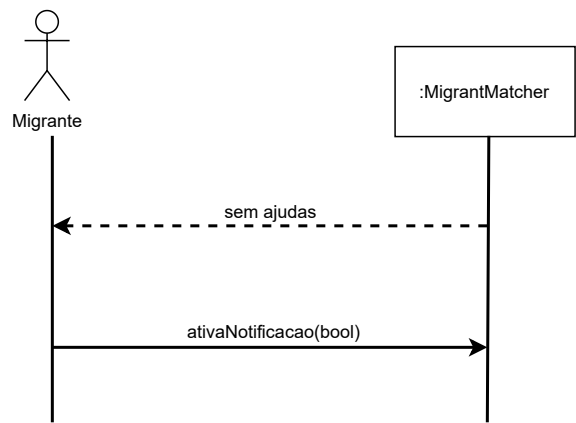 Migrante
:MigrantMatcher
sem ajudas
ativaNotificacao(bool)